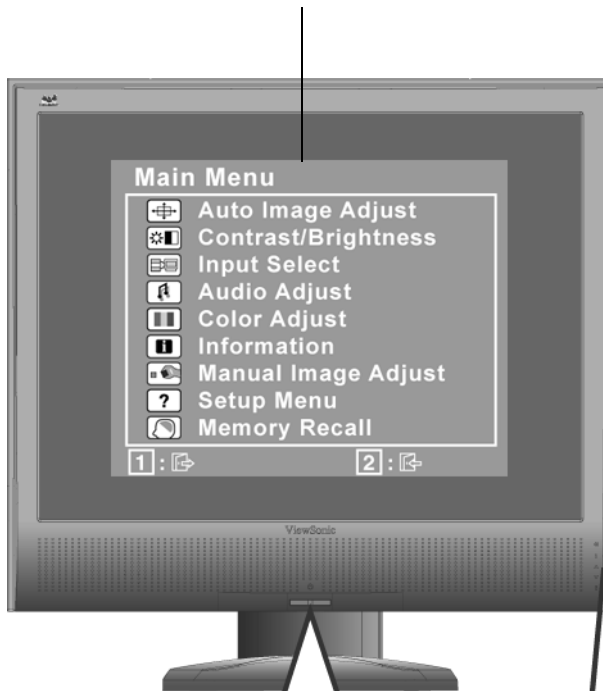 Main Menu
Auto Image Adjust
Contrast/Brightness
Input Select
Audio Adjust
Color Adjust
Information
Manual Image Adjust
? Setup Menu
Memory Recall
1 : 2 :
ViewSonic